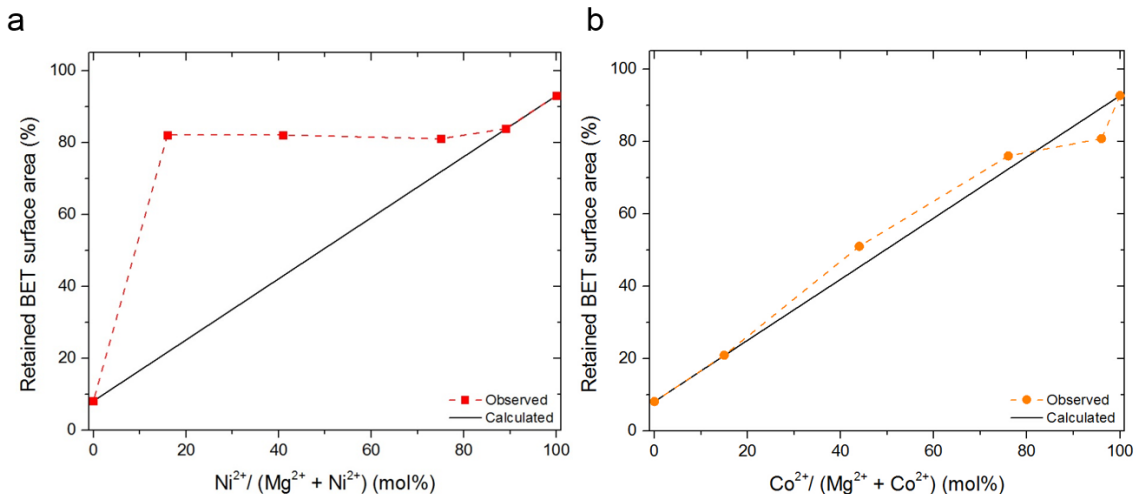 a
100
80
60
40
20
0
Retained BET surface area (%)
Observed
Calculated
0 20 40 60 80 100
Ni²⁺/ (Mg²⁺ + Ni²⁺) (mol%)
b
100
80
60
40
20
0
Retained BET surface area (%)
Observed
Calculated
0 20 40 60 80 100
Co²⁺/ (Mg²⁺ + Co²⁺) (mol%)